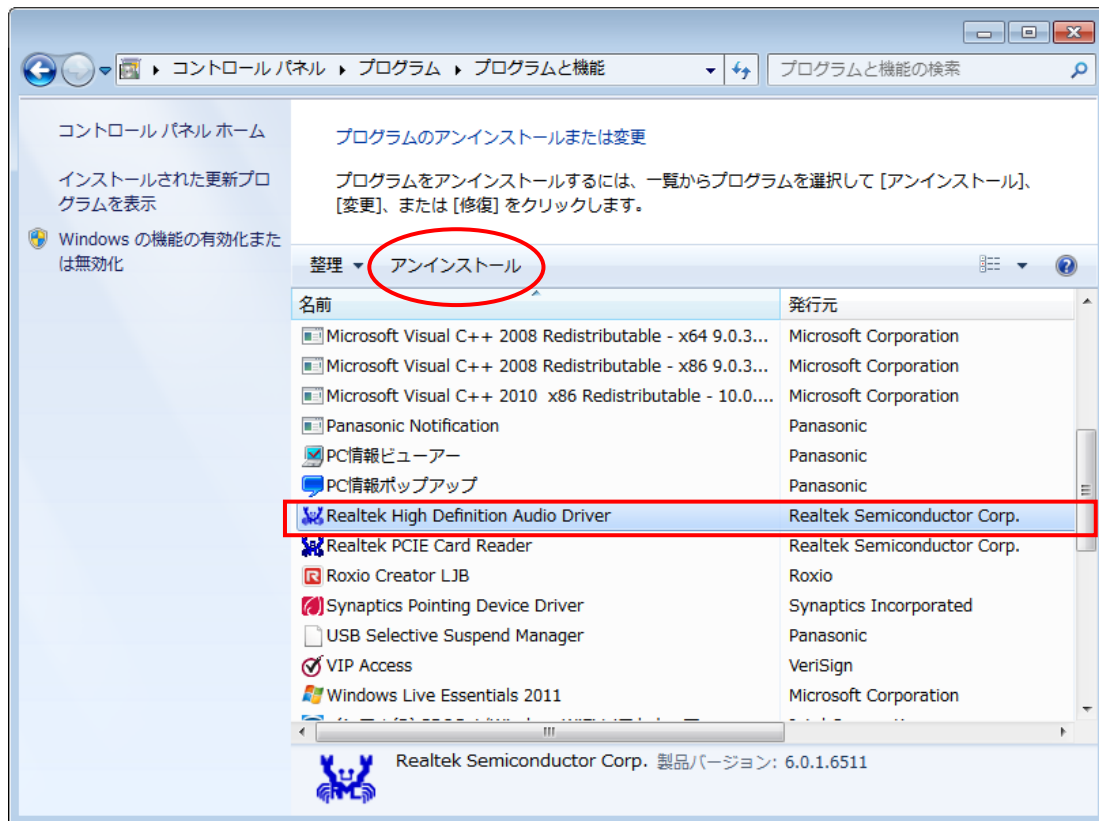 コントロール パネル ▸ プログラム ▸ プログラムと機能
プログラムと機能の検索
コントロール パネル ホーム
インストールされた更新プロ
グラムを表示
Windows の機能の有効化また
は無効化
プログラムのアンインストールまたは変更
プログラムをアンインストールするには、一覧からプログラムを選択して [アンインストール]、
[変更]、または [修復] をクリックします。
整理 アンインストール
名前 発行元
Microsoft Visual C++ 2008 Redistributable - x64 9.0.3... Microsoft Corporation
Microsoft Visual C++ 2008 Redistributable - x86 9.0.3... Microsoft Corporation
Microsoft Visual C++ 2010 x86 Redistributable - 10.0.... Microsoft Corporation
Panasonic Notification Panasonic
PC情報ビューアー Panasonic
PC情報ポップアップ Panasonic
Realtek High Definition Audio Driver Realtek Semiconductor Corp.
Realtek PCIE Card Reader Realtek Semiconductor Corp.
Roxio Creator LJB Roxio
Synaptics Pointing Device Driver Synaptics Incorporated
USB Selective Suspend Manager Panasonic
VIP Access VeriSign
Windows Live Essentials 2011 Microsoft Corporation
Realtek Semiconductor Corp. 製品バージョン: 6.0.1.6511